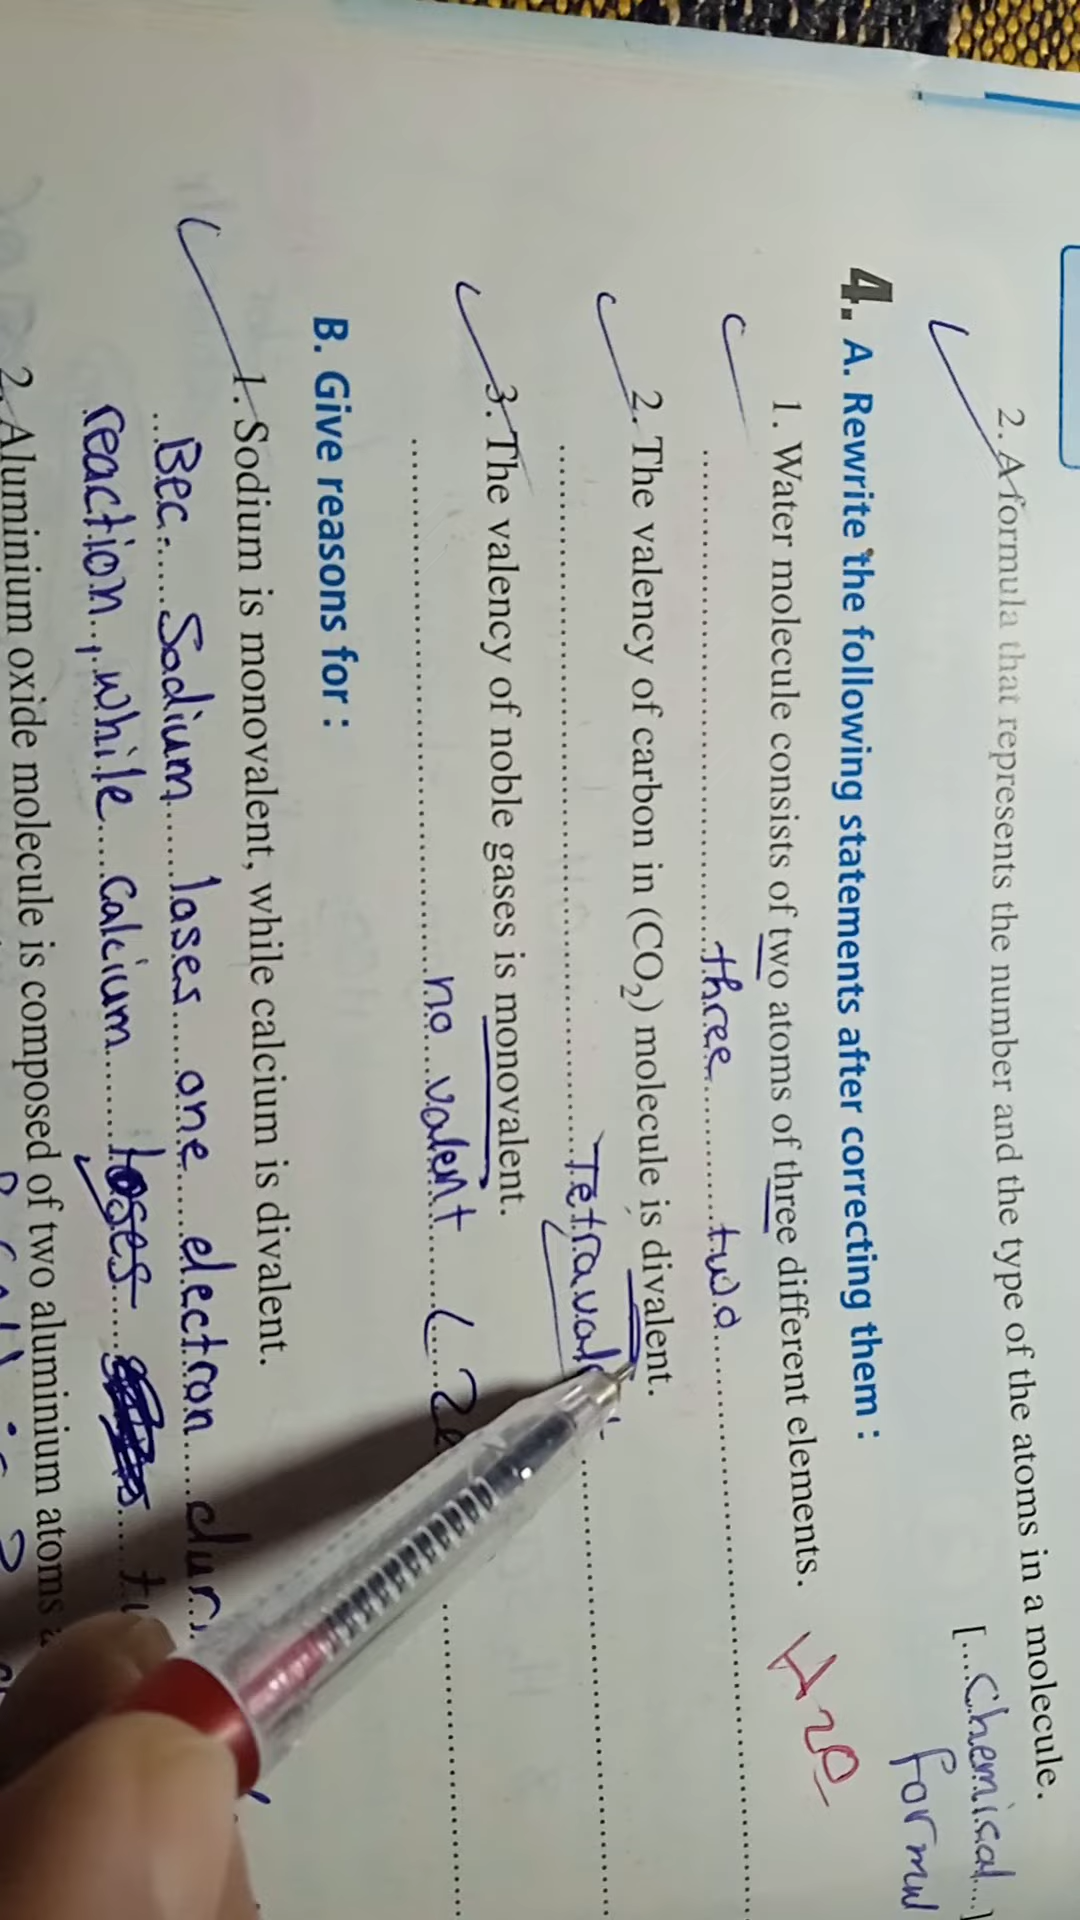 2. A formula that represents the number and the type of the atoms in a molecule.
[....Chemical...]
formul
4. A. Rewrite the following statements after correcting them :
1. Water molecule consists of two atoms of three different elements. H2O
three two
2. The valency of carbon in (CO₂) molecule is divalent.
Tetraval
3. The valency of noble gases is monovalent.
no valent (
B. Give reasons for :
1. Sodium is monovalent, while calcium is divalent.
Bec. Sodium loses one electron
reaction, while calcium loses
2. Aluminium oxide molecule is composed of two aluminium atoms